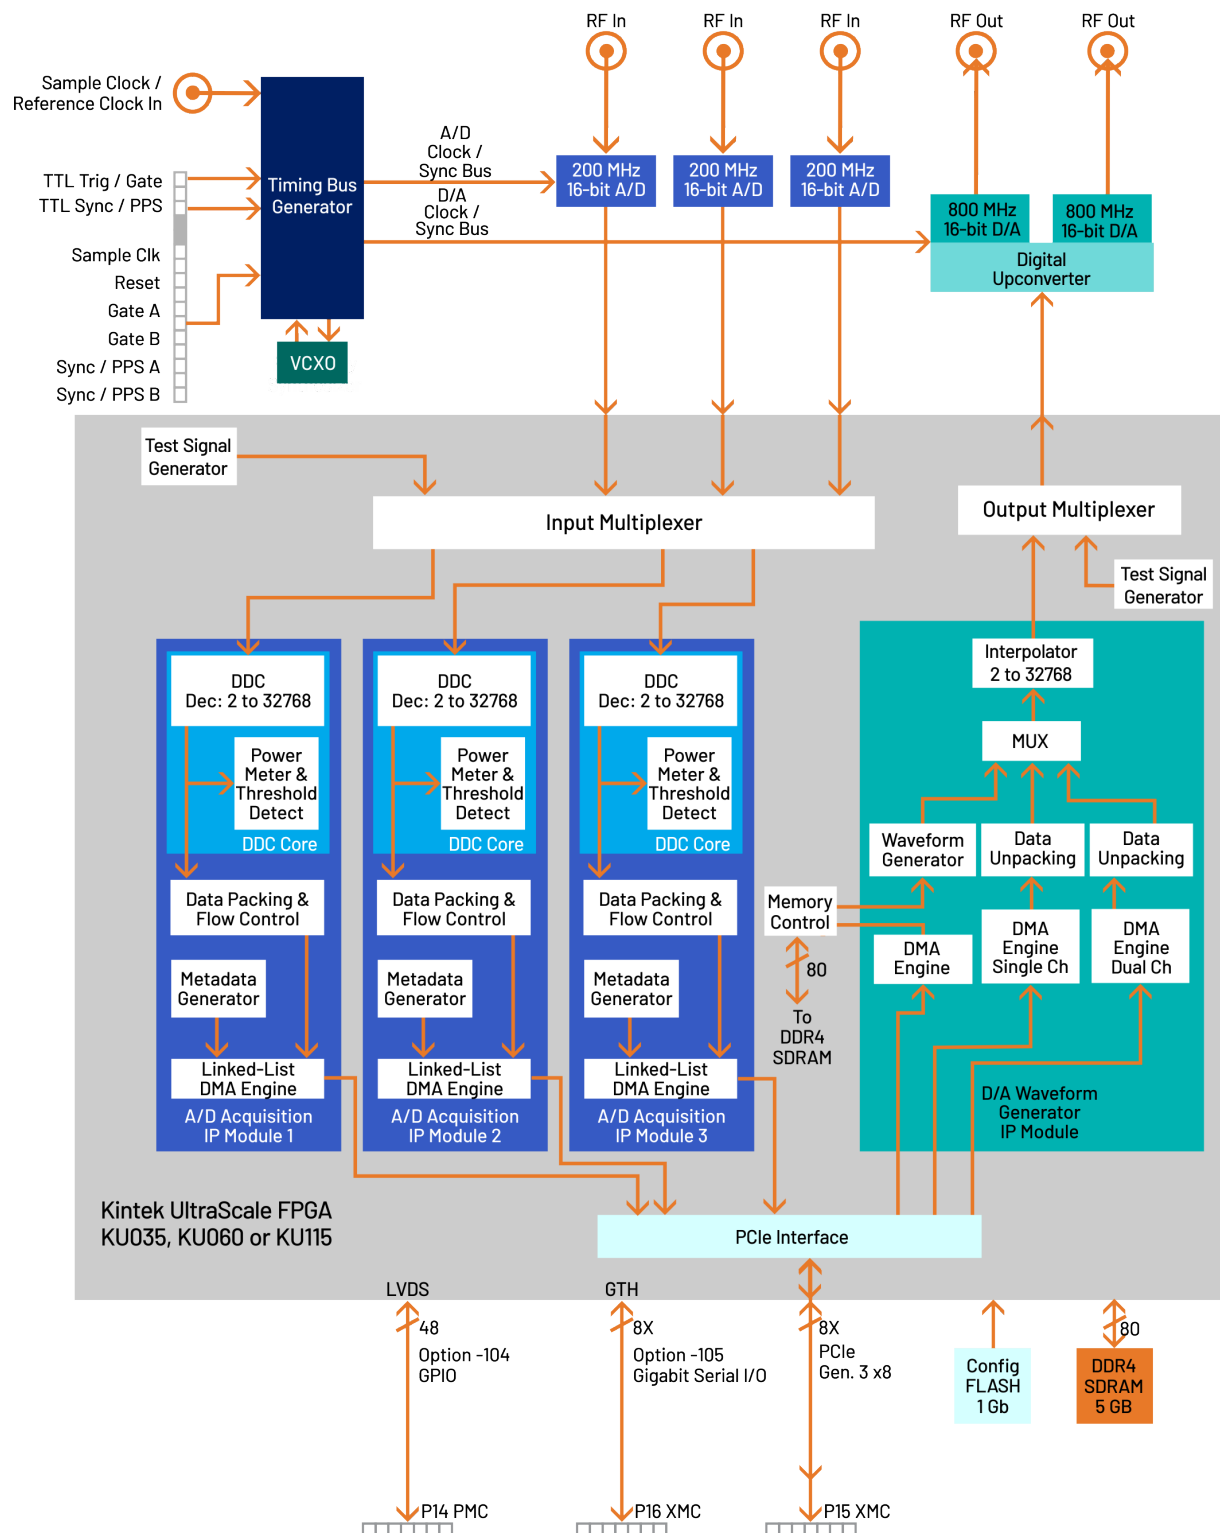 RF In
RF In
RF In
RF Out
RF Out
Sample Clock /
Reference Clock In
TTL Trig / Gate
TTL Sync / PPS
Sample Clk
Reset
Gate A
Gate B
Sync / PPS A
Sync / PPS B
Timing Bus
Generator
VCXO
A/D
Clock /
Sync Bus
D/A
Clock /
Sync Bus
200 MHz
16-bit A/D
200 MHz
16-bit A/D
200 MHz
16-bit A/D
800 MHz
16-bit D/A
800 MHz
16-bit D/A
Digital
Upconverter
Test Signal
Generator
Input Multiplexer
Output Multiplexer
Test Signal
Generator
DDC
Dec: 2 to 32768
Power
Meter &
Threshold
Detect
DDC Core
Data Packing &
Flow Control
Metadata
Generator
Linked-List
DMA Engine
A/D Acquisition
IP Module 1
DDC
Dec: 2 to 32768
Power
Meter &
Threshold
Detect
DDC Core
Data Packing &
Flow Control
Metadata
Generator
Linked-List
DMA Engine
A/D Acquisition
IP Module 2
DDC
Dec: 2 to 32768
Power
Meter &
Threshold
Detect
DDC Core
Data Packing &
Flow Control
Metadata
Generator
Linked-List
DMA Engine
A/D Acquisition
IP Module 3
Memory
Control
80
To
DDR4
SDRAM
Interpolator
2 to 32768
MUX
Waveform
Generator
Data
Unpacking
Data
Unpacking
DMA
Engine
DMA
Engine
Single Ch
DMA
Engine
Dual Ch
D/A Waveform
Generator
IP Module
Kintek UltraScale FPGA
KU035, KU060 or KU115
PCIe Interface
LVDS
48
Option -104
GPIO
P14 PMC
GTH
8X
Option -105
Gigabit Serial I/O
P16 XMC
8X
PCIe
Gen. 3 x8
P15 XMC
Config
FLASH
1 Gb
80
DDR4
SDRAM
5 GB